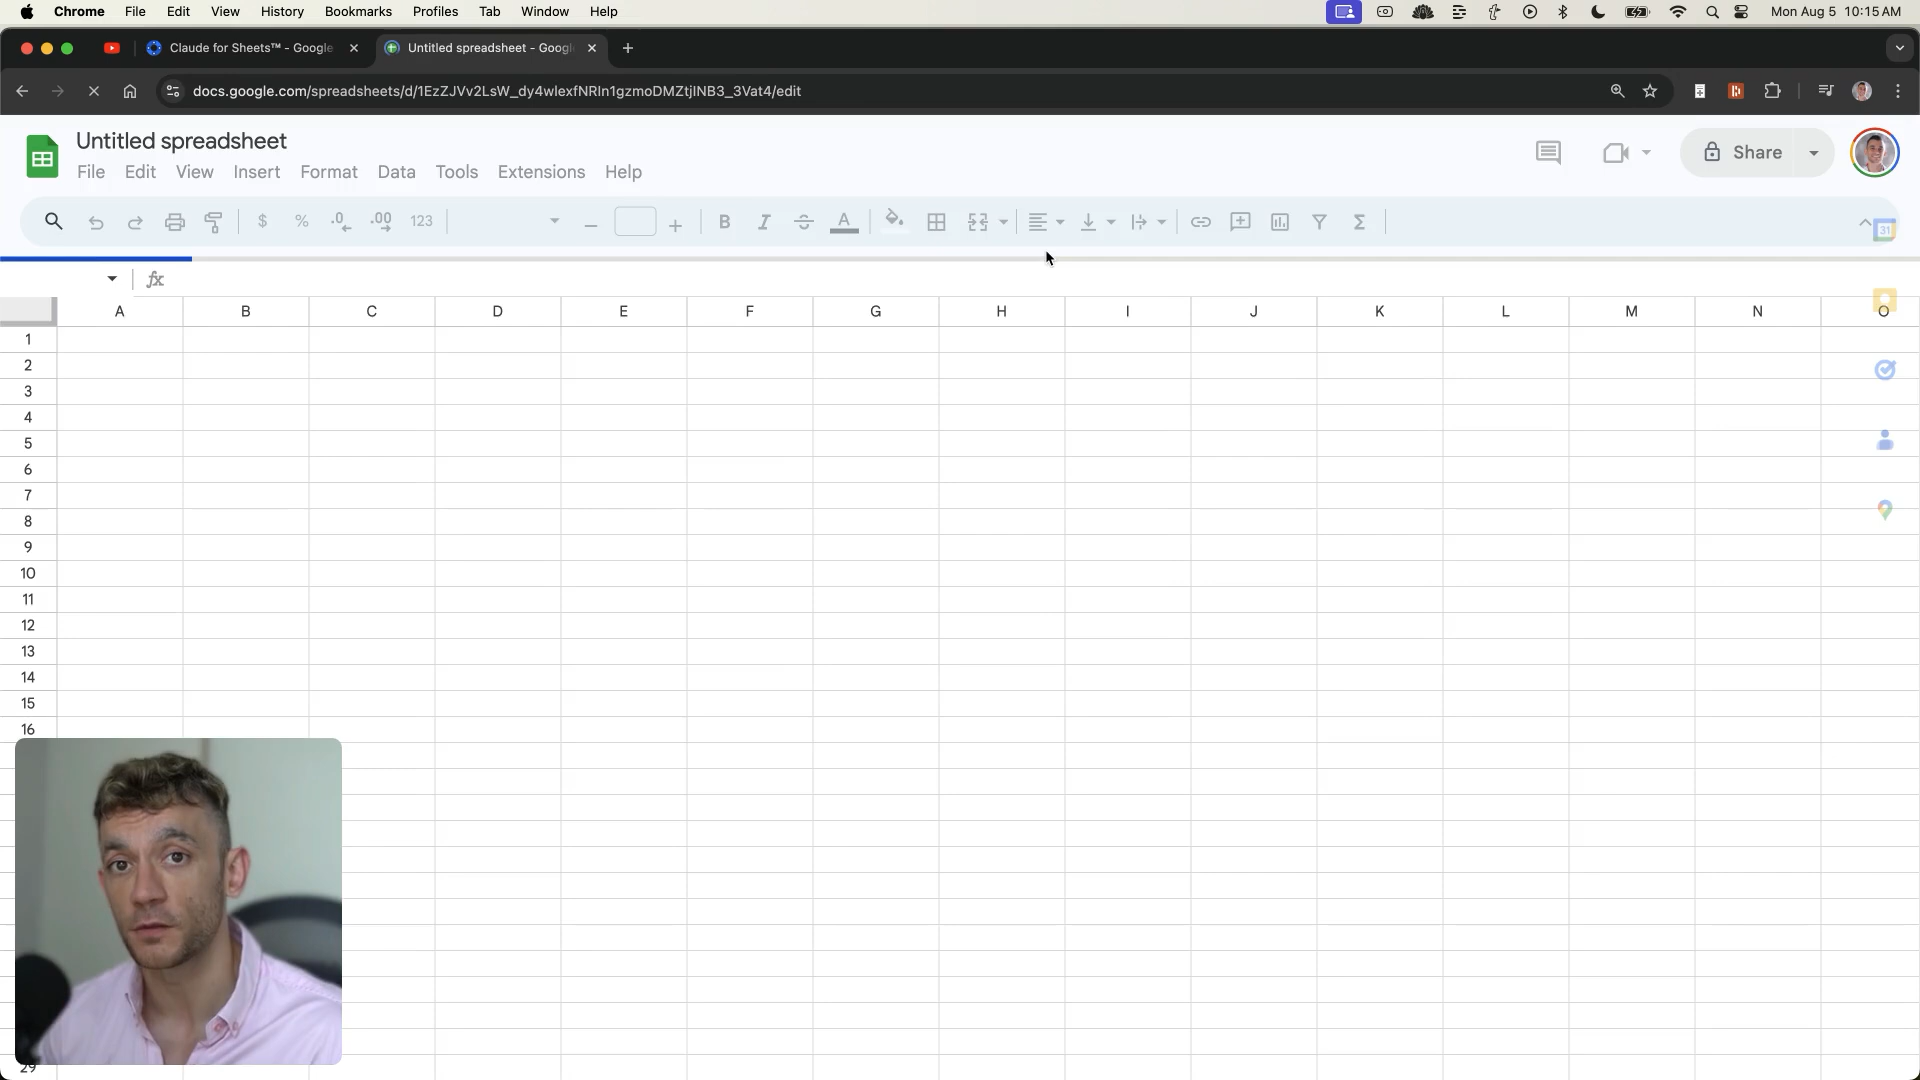 Chrome File Edit View History Bookmarks Profiles Tab Window Help Mon Aug 5 10:15 AM
Claude for Sheets™ - Google Untitled spreadsheet - Googl
docs.google.com/spreadsheets/d/1EzZJVv2LsW_dy4wlexfNRIn1gzmoDMZtjINB3_3Vat4/edit
Untitled spreadsheet
File Edit View Insert Format Data Tools Extensions Help
Share
$ % .0 .00 123 B I A Σ 31
fx
A B C D E F G H I J K L M N O
1
2
3
4
5
6
7
8
9
10
11
12
13
14
15
16
29